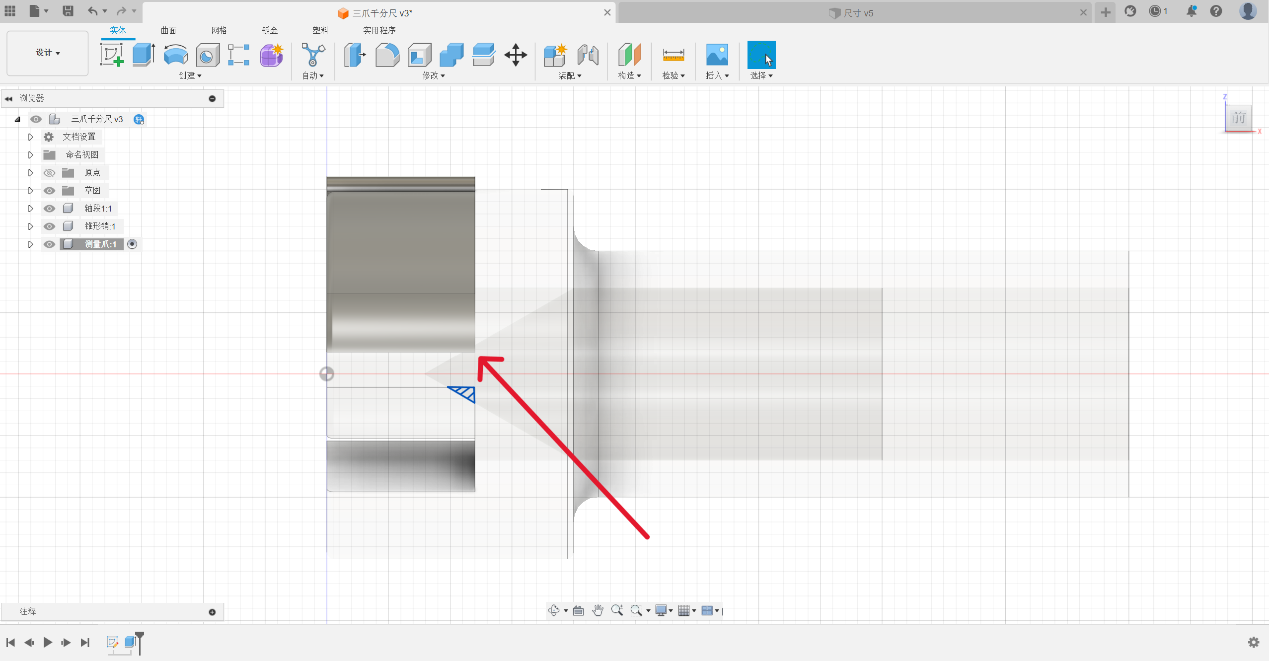 三爪千分尺 v3*
尺寸 v5
1
实体
曲面
网格
钣金
塑料
实用程序
设计
创建
自动
修改
装配
构造
检验
插入
选择
浏览器
三爪千分尺 v3
文档设置
命名视图
原点
草图
轴段1:1
锥形销:1
测量爪:1
Z
前
X
注释